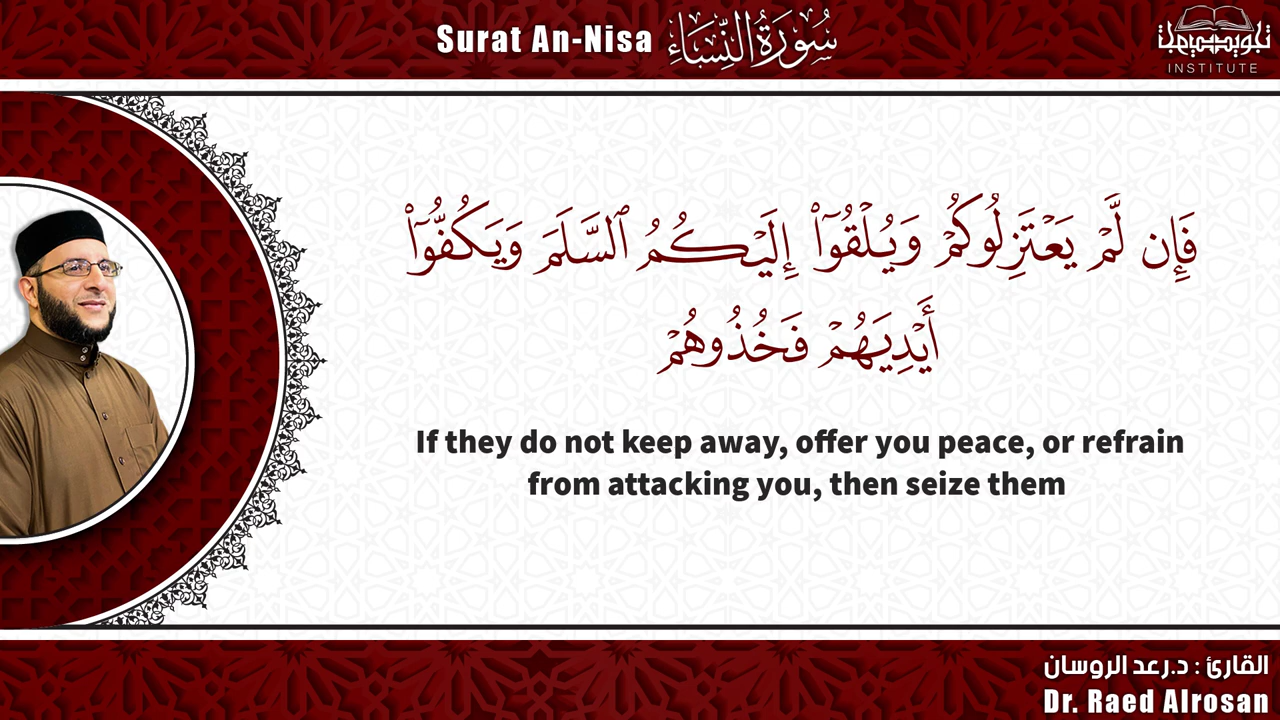 Surat An-Nisa سُورَةُ النِّسَاءِ
INSTITUTE
فَإِن لَّمْ يَعْتَزِلُوكُمْ وَيُلْقُوٓا۟ إِلَيْكُمُ ٱلسَّلَمَ وَيَكُفُّوٓا۟
أَيْدِيَهُمْ فَخُذُوهُمْ
If they do not keep away, offer you peace, or refrain
from attacking you, then seize them
القارئ : د.رعد الروسان
Dr. Raed Alrosan